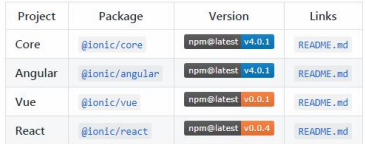 Project Package Version Links
Core @ionic/core npm@latest v4.0.1 README.md
Angular @ionic/angular npm@latest v4.0.1 README.md
Vue @ionic/vue npm@latest v0.0.1 README.md
React @ionic/react npm@latest v0.0.4 README.md